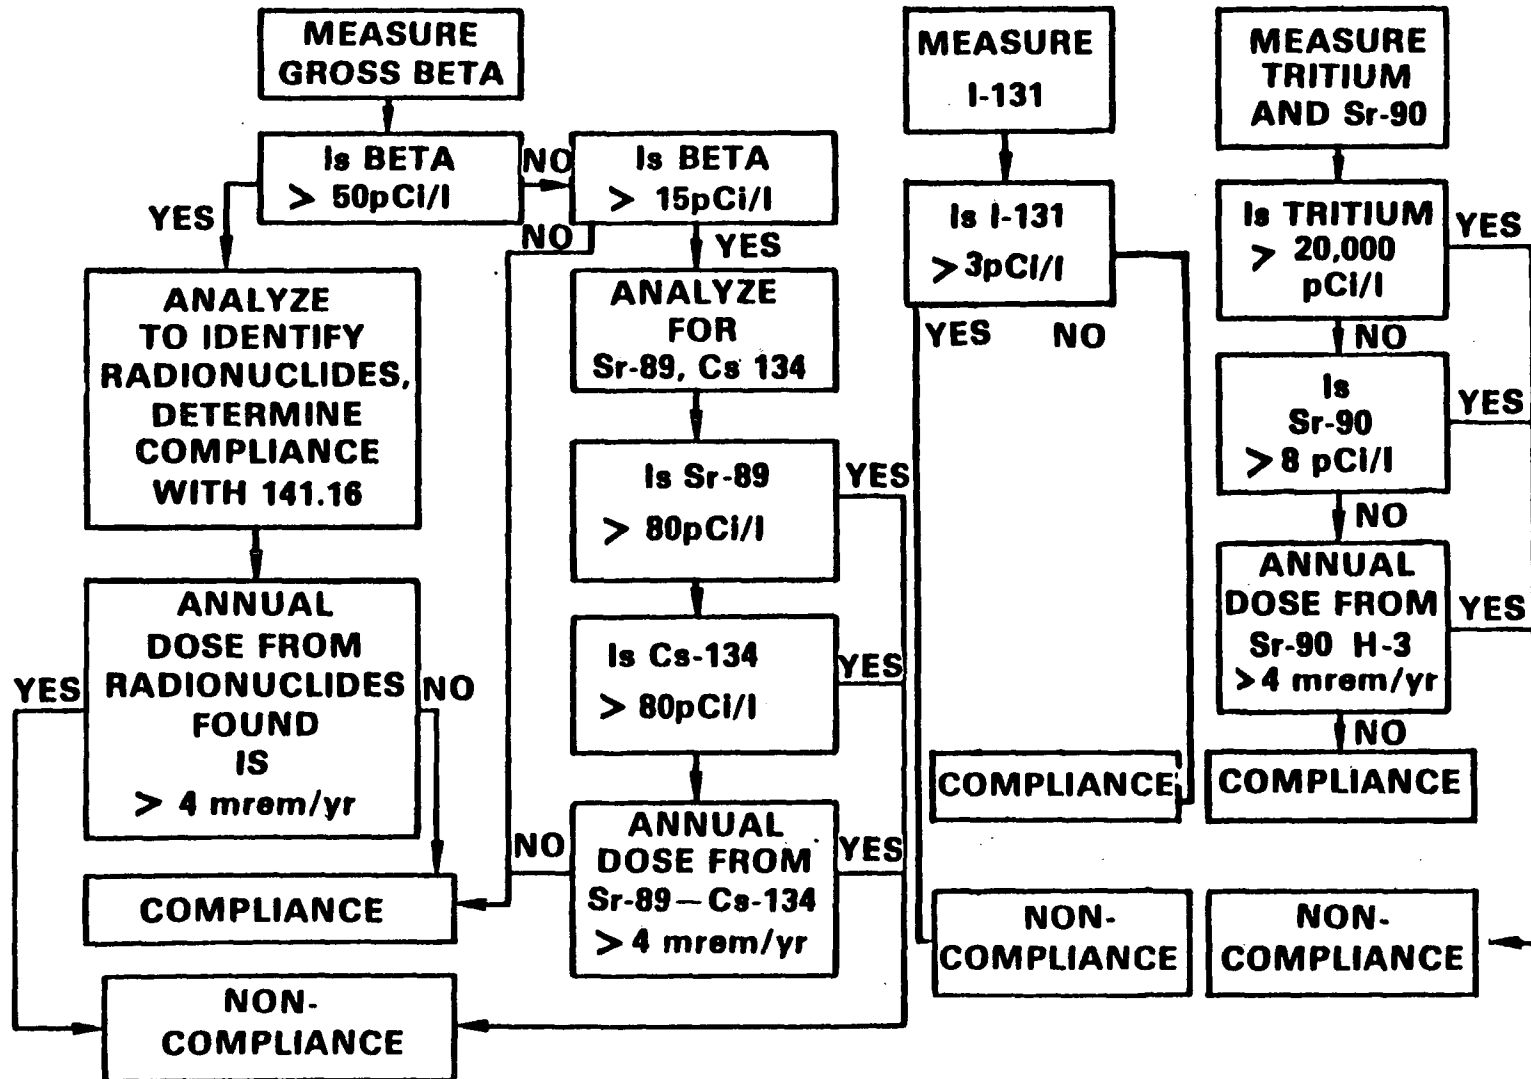 MEASURE
GROSS BETA
Is BETA
> 50pCi/l
NO
Is BETA
> 15pCi/l
YES
NO
YES
ANALYZE
TO IDENTIFY
RADIONUCLIDES,
DETERMINE
COMPLIANCE
WITH 141.16
ANALYZE
FOR
Sr-89, Cs 134
Is Sr-89
> 80pCi/l
YES
ANNUAL
DOSE FROM
RADIONUCLIDES
FOUND
IS
> 4 mrem/yr
YES
NO
Is Cs-134
> 80pCi/l
YES
ANNUAL
DOSE FROM
Sr-89—Cs-134
> 4 mrem/yr
NO
YES
COMPLIANCE
NON-
COMPLIANCE
MEASURE
I-131
Is I-131
> 3pCi/l
YES
NO
COMPLIANCE
NON-
COMPLIANCE
MEASURE
TRITIUM
AND Sr-90
Is TRITIUM
> 20,000
pCi/l
YES
NO
Is
Sr-90
> 8 pCi/l
YES
NO
ANNUAL
DOSE FROM
Sr-90 H-3
> 4 mrem/yr
YES
NO
COMPLIANCE
NON-
COMPLIANCE